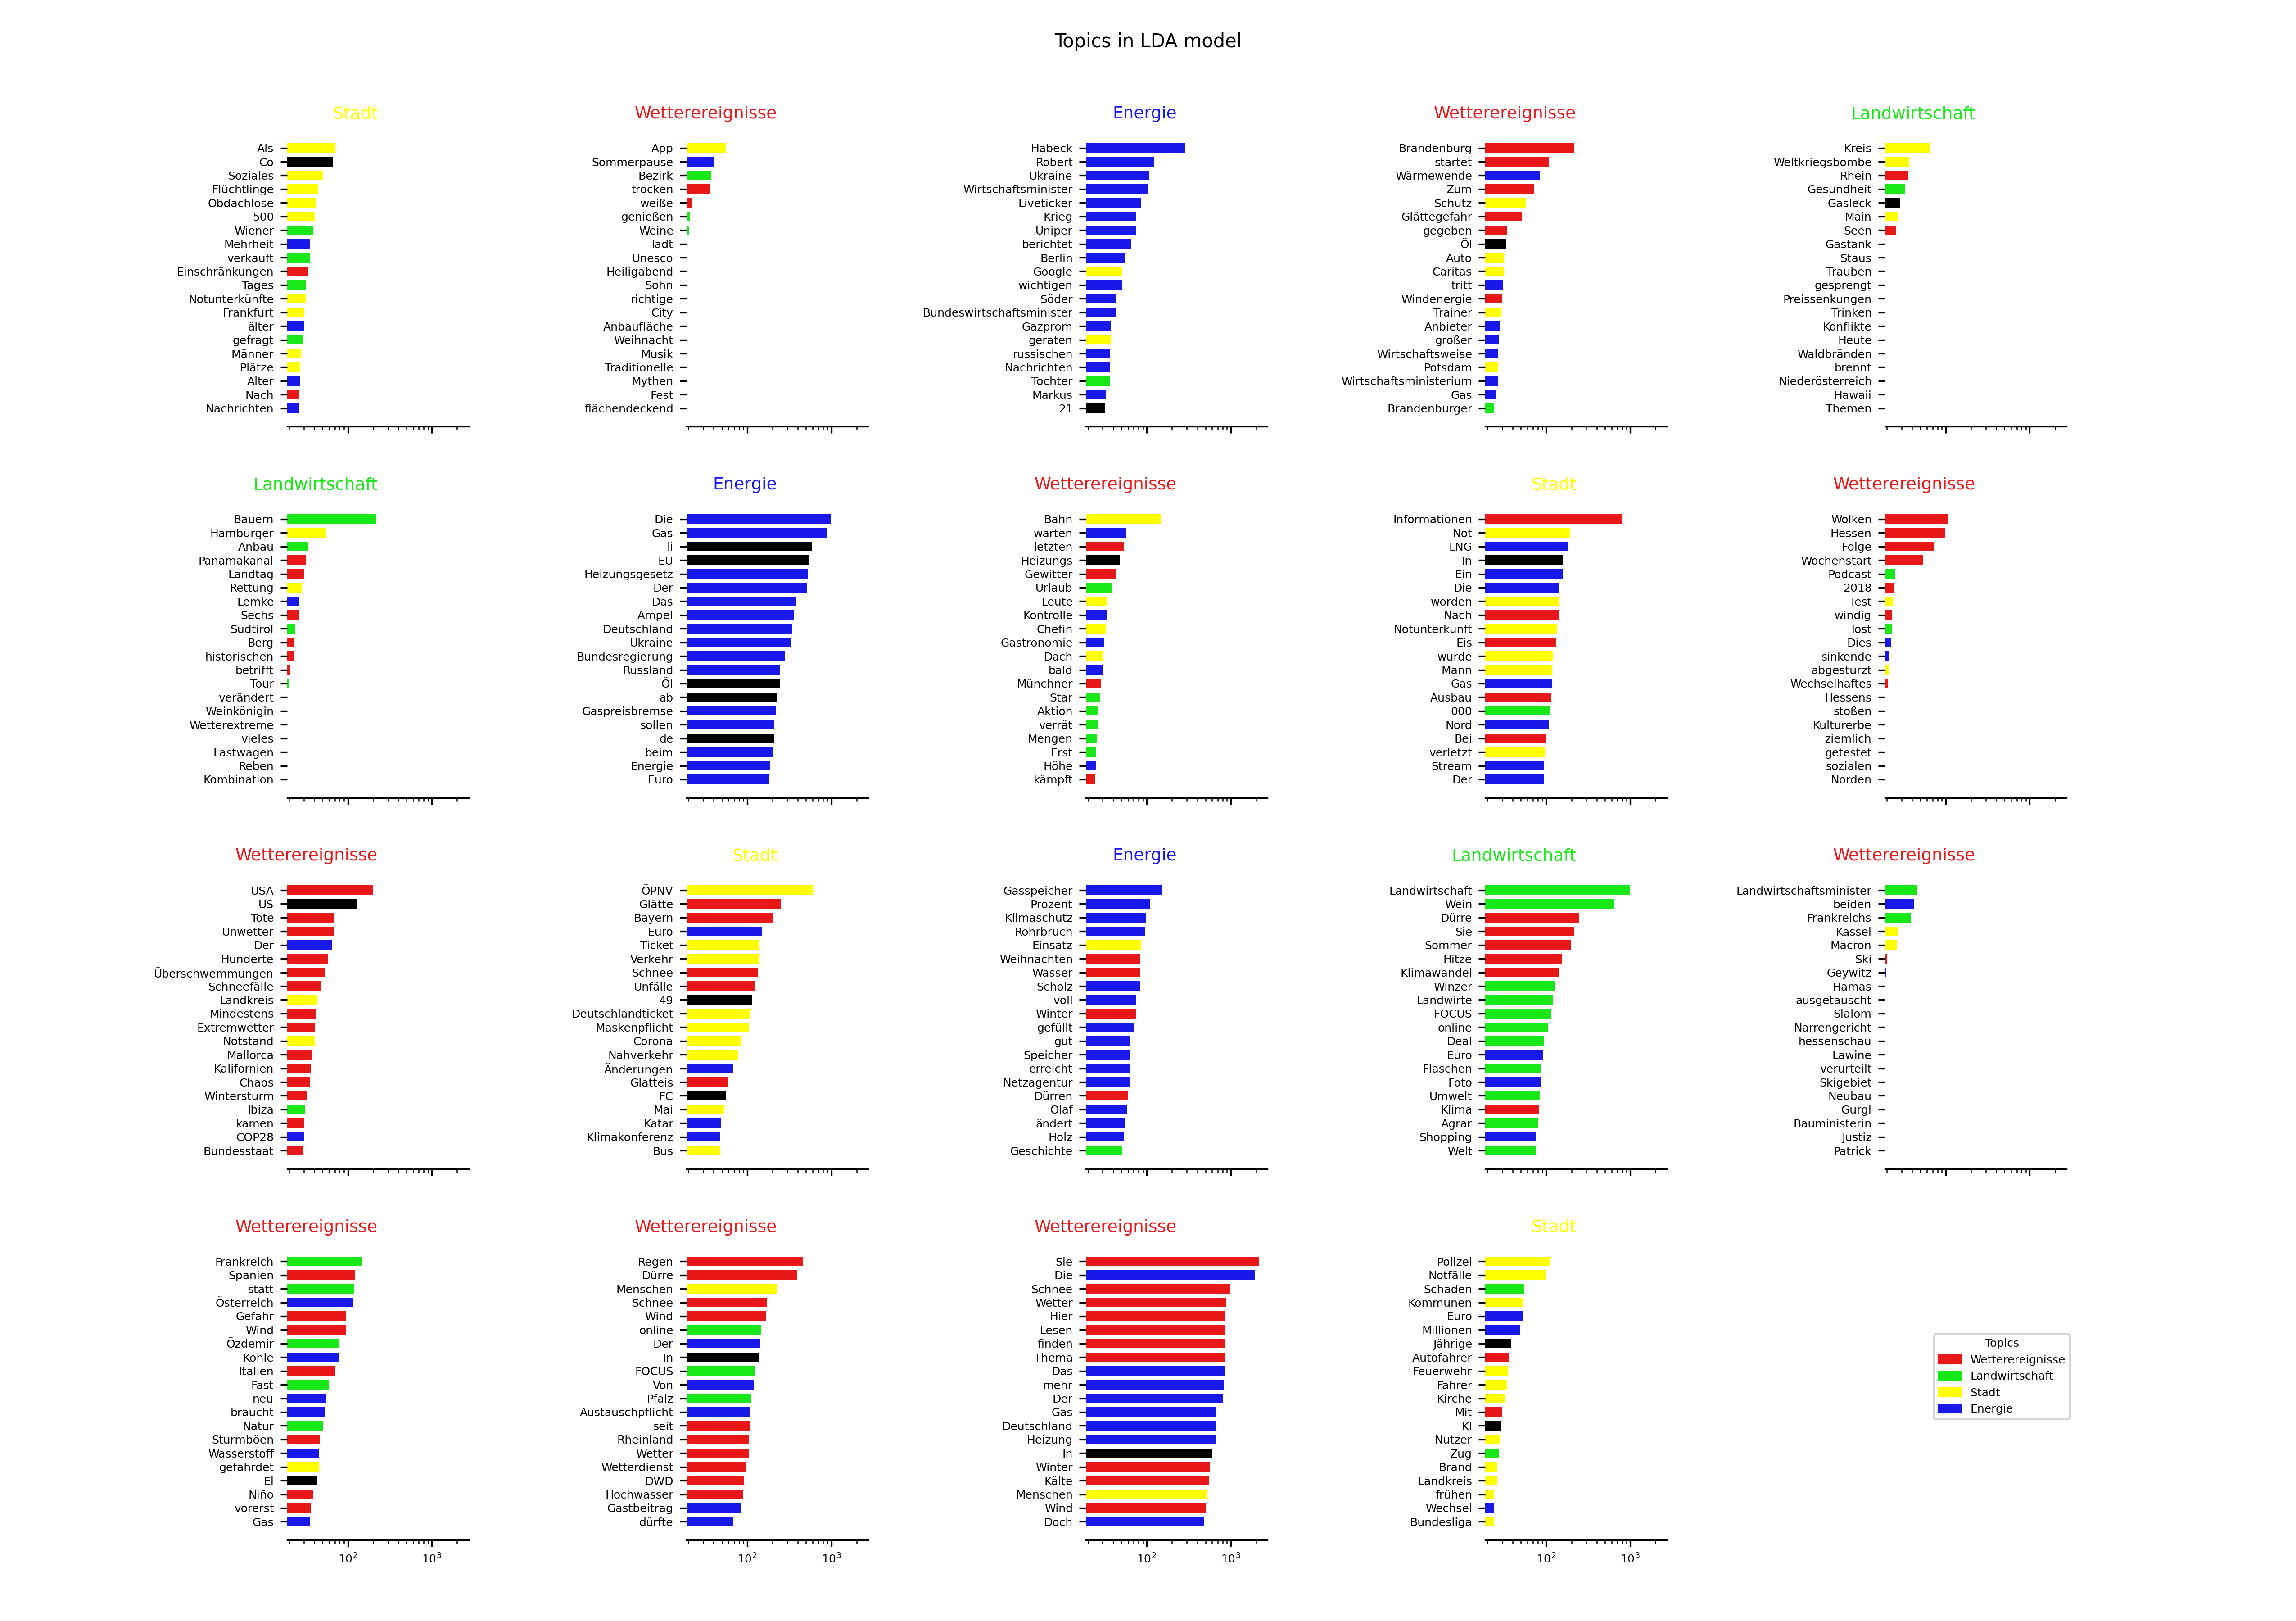 Topics in LDA model
Stadt
Als
Co
Soziales
Flüchtlinge
Obdachlose
500
Wiener
Mehrheit
verkauft
Einschränkungen
Tages
Notunterkünfte
Frankfurt
älter
gefragt
Männer
Plätze
Alter
Nach
Nachrichten
Wetterereignisse
App
Sommerpause
Bezirk
trocken
weiße
genießen
Weine
lädt
Unesco
Heiligabend
Sohn
richtige
City
Anbaufläche
Weihnacht
Musik
Traditionelle
Mythen
Fest
flächendeckend
Energie
Habeck
Robert
Ukraine
Wirtschaftsminister
Liveticker
Krieg
Uniper
berichtet
Berlin
Google
wichtigen
Söder
Bundeswirtschaftsminister
Gazprom
geraten
russischen
Nachrichten
Tochter
Markus
21
Wetterereignisse
Brandenburg
startet
Wärmewende
Zum
Schutz
Glättegefahr
gegeben
Öl
Auto
Caritas
tritt
Windenergie
Trainer
Anbieter
großer
Wirtschaftsweise
Potsdam
Wirtschaftsministerium
Gas
Brandenburger
Landwirtschaft
Kreis
Weltkriegsbombe
Rhein
Gesundheit
Gasleck
Main
Seen
Gastank
Staus
Trauben
gesprengt
Preissenkungen
Trinken
Konflikte
Heute
Waldbränden
brennt
Niederösterreich
Hawaii
Themen
Landwirtschaft
Bauern
Hamburger
Anbau
Panamakanal
Landtag
Rettung
Lemke
Sechs
Südtirol
Berg
historischen
betrifft
Tour
verändert
Weinkönigin
Wetterextreme
vieles
Lastwagen
Reben
Kombination
Energie
Die
Gas
li
EU
Heizungsgesetz
Der
Das
Ampel
Deutschland
Ukraine
Bundesregierung
Russland
Öl
ab
Gaspreisbremse
sollen
de
beim
Energie
Euro
Wetterereignisse
Bahn
warten
letzten
Heizungs
Gewitter
Urlaub
Leute
Kontrolle
Chefin
Gastronomie
Dach
bald
Münchner
Star
Aktion
verrät
Mengen
Erst
Höhe
kämpft
Stadt
Informationen
Not
LNG
In
Ein
Die
worden
Nach
Notunterkunft
Eis
wurde
Mann
Gas
Ausbau
000
Nord
Bei
verletzt
Stream
Der
Wetterereignisse
Wolken
Hessen
Folge
Wochenstart
Podcast
2018
Test
windig
löst
Dies
sinkende
abgestürzt
Wechselhaftes
Hessens
stoßen
Kulturerbe
ziemlich
getestet
sozialen
Norden
Wetterereignisse
USA
US
Tote
Unwetter
Der
Hunderte
Überschwemmungen
Schneefälle
Landkreis
Mindestens
Extremwetter
Notstand
Mallorca
Kalifornien
Chaos
Wintersturm
Ibiza
kamen
COP28
Bundesstaat
Stadt
ÖPNV
Glätte
Bayern
Euro
Ticket
Verkehr
Schnee
Unfälle
49
Deutschlandticket
Maskenpflicht
Corona
Nahverkehr
Änderungen
Glatteis
FC
Mai
Katar
Klimakonferenz
Bus
Energie
Gasspeicher
Prozent
Klimaschutz
Rohrbruch
Einsatz
Weihnachten
Wasser
Scholz
voll
Winter
gefüllt
gut
Speicher
erreicht
Netzagentur
Dürren
Olaf
ändert
Holz
Geschichte
Landwirtschaft
Landwirtschaft
Wein
Dürre
Sie
Sommer
Hitze
Klimawandel
Winzer
Landwirte
FOCUS
online
Deal
Euro
Flaschen
Foto
Umwelt
Klima
Agrar
Shopping
Welt
Wetterereignisse
Landwirtschaftsminister
beiden
Frankreichs
Kassel
Macron
Ski
Geywitz
Hamas
ausgetauscht
Slalom
Narrengericht
hessenschau
Lawine
verurteilt
Skigebiet
Neubau
Gurgl
Bauministerin
Justiz
Patrick
Wetterereignisse
Frankreich
Spanien
statt
Österreich
Gefahr
Wind
Özdemir
Kohle
Italien
Fast
neu
braucht
Natur
Sturmböen
Wasserstoff
gefährdet
El
Niño
vorerst
Gas
10² 10³
Wetterereignisse
Regen
Dürre
Menschen
Schnee
Wind
online
Der
In
FOCUS
Von
Pfalz
Austauschpflicht
seit
Rheinland
Wetter
Wetterdienst
DWD
Hochwasser
Gastbeitrag
dürfte
10² 10³
Wetterereignisse
Sie
Die
Schnee
Wetter
Hier
Lesen
finden
Thema
Das
mehr
Der
Gas
Deutschland
Heizung
In
Winter
Kälte
Menschen
Wind
Doch
10² 10³
Stadt
Polizei
Notfälle
Schaden
Kommunen
Euro
Millionen
Jährige
Autofahrer
Feuerwehr
Fahrer
Kirche
Mit
KI
Nutzer
Zug
Brand
Landkreis
frühen
Wechsel
Bundesliga
10² 10³
Topics
Wetterereignisse
Landwirtschaft
Stadt
Energie